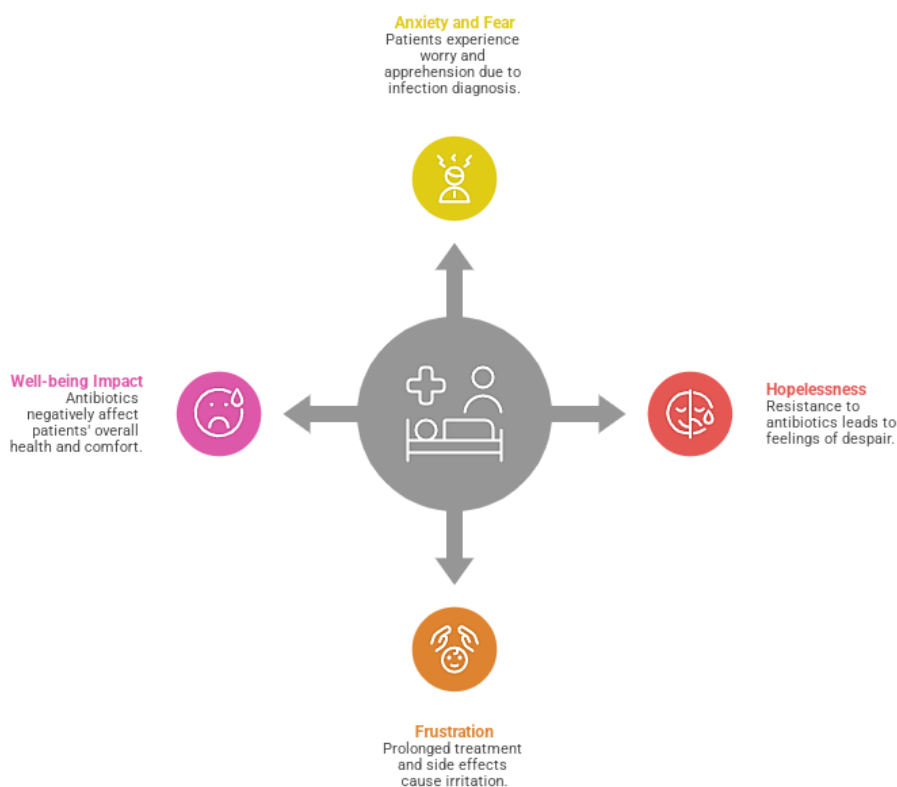 Anxiety and Fear
Patients experience
worry and
apprehension due to
infection diagnosis.
Well-being Impact
Antibiotics
negatively affect
patients' overall
health and comfort.
Hopelessness
Resistance to
antibiotics leads to
feelings of despair.
Frustration
Prolonged treatment
and side effects
cause irritation.